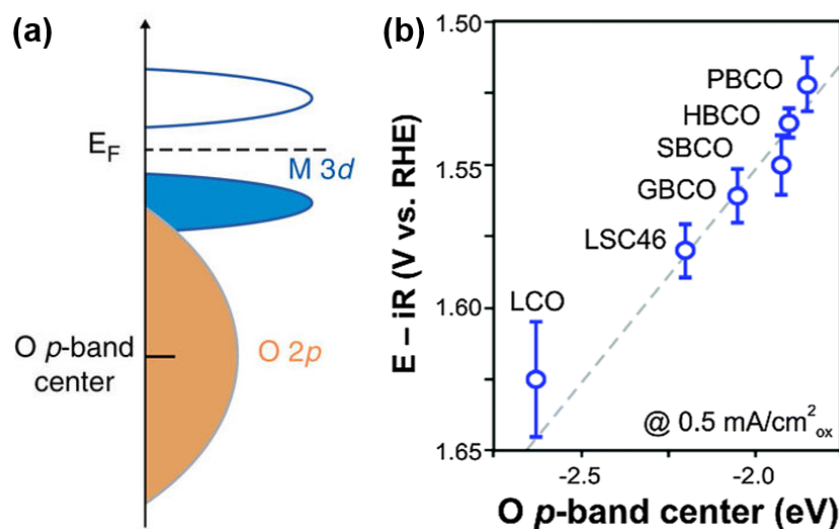 (a)
E_F
M 3d
O p-band
center
O 2p
(b)
1.50
1.55
1.60
1.65
E – iR (V vs. RHE)
PBCO
HBCO
SBCO
GBCO
LSC46
LCO
@ 0.5 mA/cm²ox
-2.5
-2.0
O p-band center (eV)